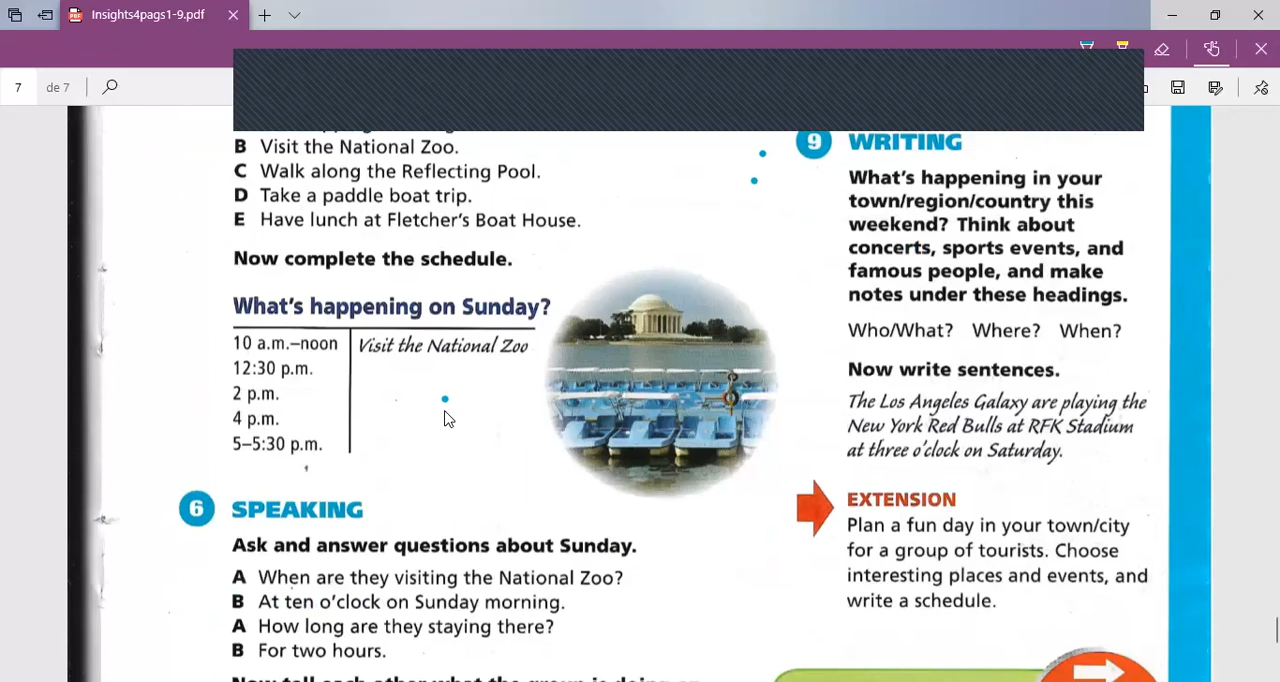 Insights4pags1-9.pdf
7 de 7
B Visit the National Zoo.
C Walk along the Reflecting Pool.
D Take a paddle boat trip.
E Have lunch at Fletcher's Boat House.
Now complete the schedule.
What's happening on Sunday?
10 a.m.–noon Visit the National Zoo
12:30 p.m.
2 p.m.
4 p.m.
5–5:30 p.m.
6 SPEAKING
Ask and answer questions about Sunday.
A When are they visiting the National Zoo?
B At ten o'clock on Sunday morning.
A How long are they staying there?
B For two hours.
9 WRITING
What's happening in your
town/region/country this
weekend? Think about
concerts, sports events, and
famous people, and make
notes under these headings.
Who/What? Where? When?
Now write sentences.
The Los Angeles Galaxy are playing the
New York Red Bulls at RFK Stadium
at three o'clock on Saturday.
EXTENSION
Plan a fun day in your town/city
for a group of tourists. Choose
interesting places and events, and
write a schedule.